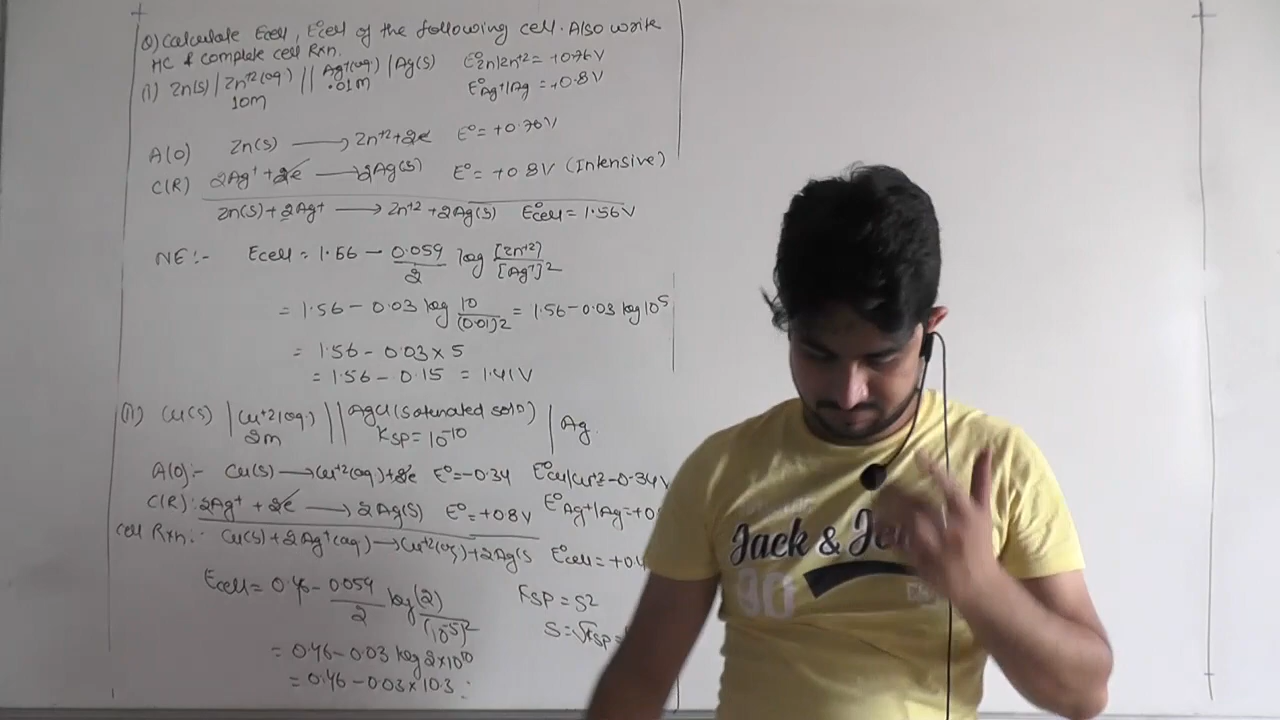 Q) Calculate Ecell, E°cell of the following cell. Also write
HC & complete cell Rxn.
(i) Zn(s) | Zn+2(aq.) || Ag+(aq.) | Ag(s) E°Zn|Zn+2 = +0.76V
10M .01M E°Ag+|Ag = +0.8V
A(O) Zn(s) → Zn+2 + 2e E° = +0.76V
C(R) 2Ag+ + 2e → 2Ag(s) E° = +0.8V (Intensive)
Zn(s) + 2Ag+ → Zn+2 + 2Ag(s) E°cell = 1.56V
NE:- Ecell = 1.56 - 0.059/2 log [Zn+2]/[Ag+]2
= 1.56 - 0.03 log 10/(0.01)2 = 1.56 - 0.03 log 10^5
= 1.56 - 0.03 × 5
= 1.56 - 0.15 = 1.41V
(ii) Cu(s) | Cu+2(aq.) || AgCl (saturated soln) | Ag.
2M Ksp = 10^-10
A(O):- Cu(s) → Cu+2(aq) + 2e E° = -0.34 E°Cu|Cu+2 - 0.34V
C(R): 2Ag+ + 2e → 2Ag(s) E° = +0.8V E°Ag+|Ag = +0
Cell Rxn:- Cu(s) + 2Ag+(aq) → Cu+2(aq) + 2Ag(s E°cell = +0.4
Ecell = 0.46 - 0.059/2 log (2)/(10^-5)2 Ksp = S2
S = √Ksp =
= 0.46 - 0.03 log 2×10^10
= 0.46 - 0.03 × 10.3
Jack &